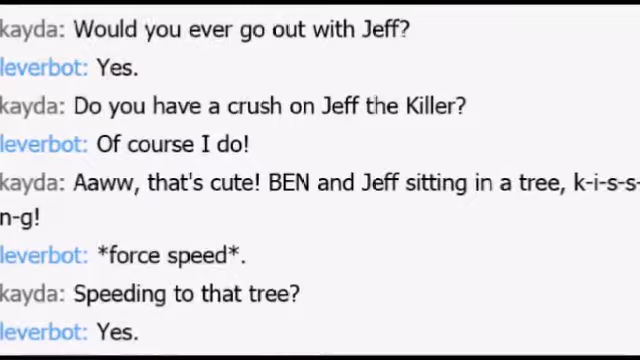 kayda: Would you ever go out with Jeff?
leverbot: Yes.
kayda: Do you have a crush on Jeff the Killer?
leverbot: Of course I do!
kayda: Aaww, that's cute! BEN and Jeff sitting in a tree, k-i-s-s-
n-g!
leverbot: *force speed*.
kayda: Speeding to that tree?
leverbot: Yes.